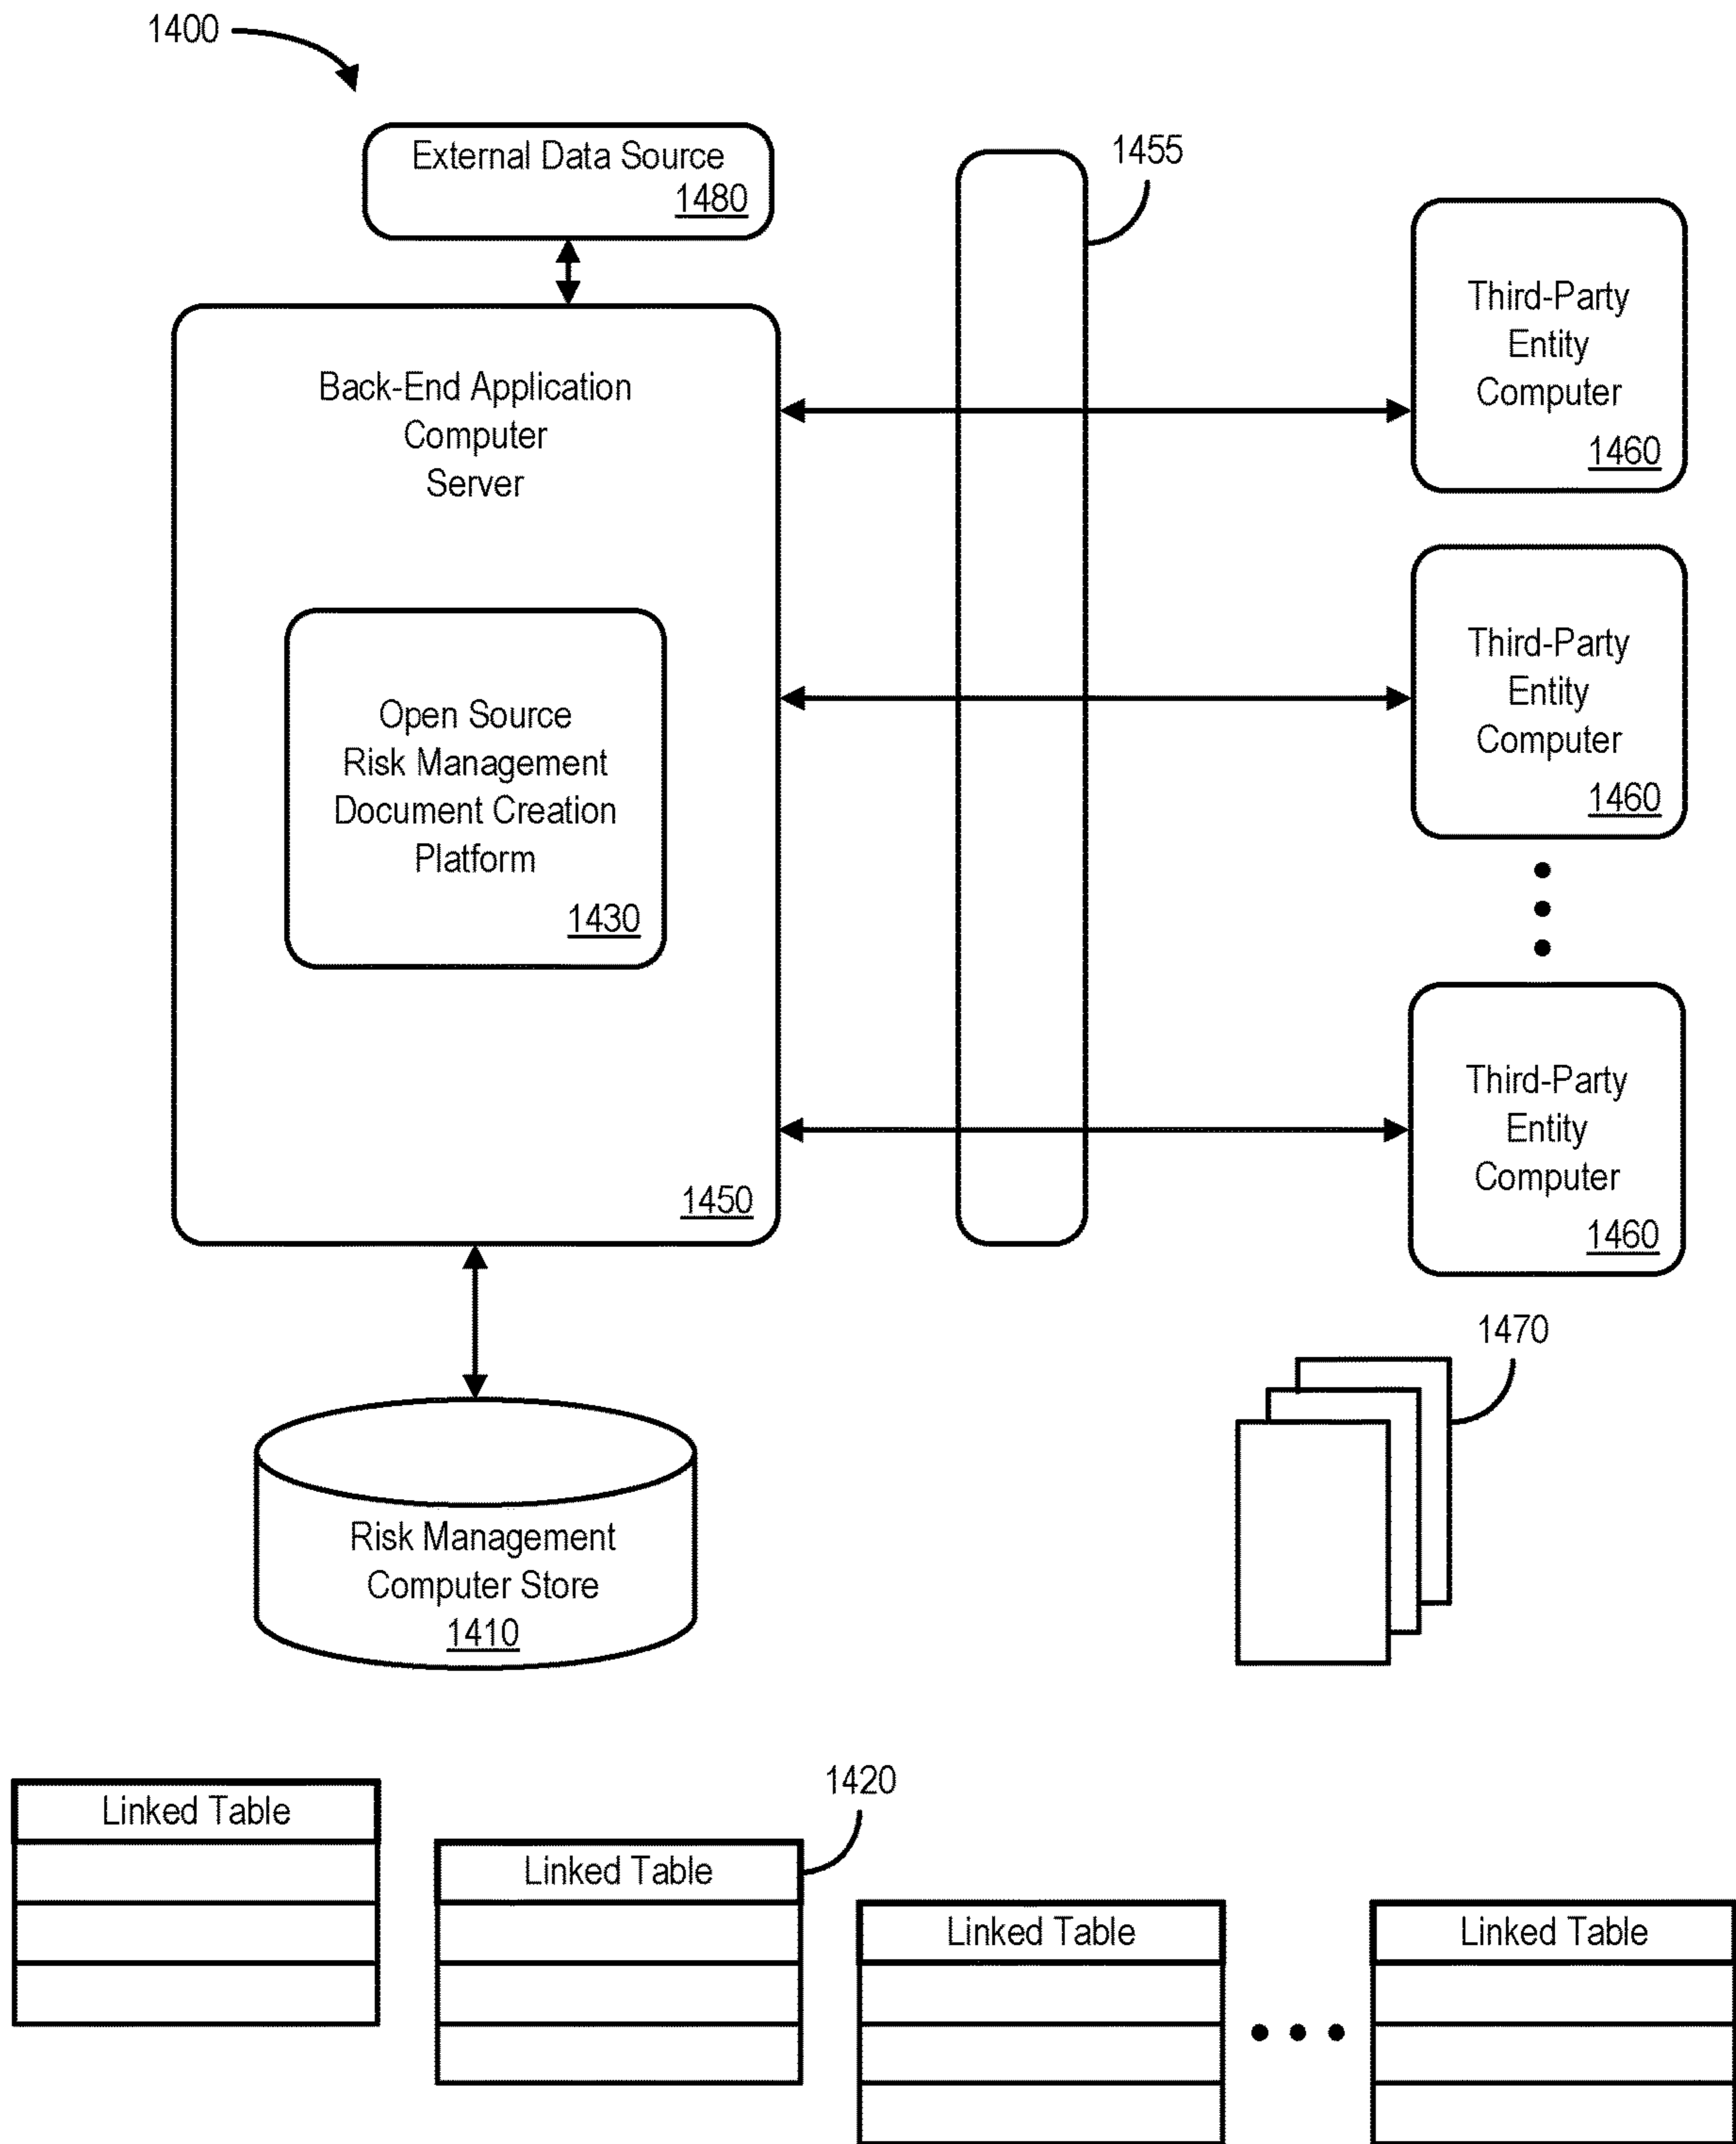 1400
External Data Source
1480
1455
Back-End Application
Computer
Server
Open Source
Risk Management
Document Creation
Platform
1430
1450
Third-Party
Entity
Computer
1460
Third-Party
Entity
Computer
1460
Third-Party
Entity
Computer
1460
Risk Management
Computer Store
1410
1470
Linked Table
1420
Linked Table
Linked Table
Linked Table